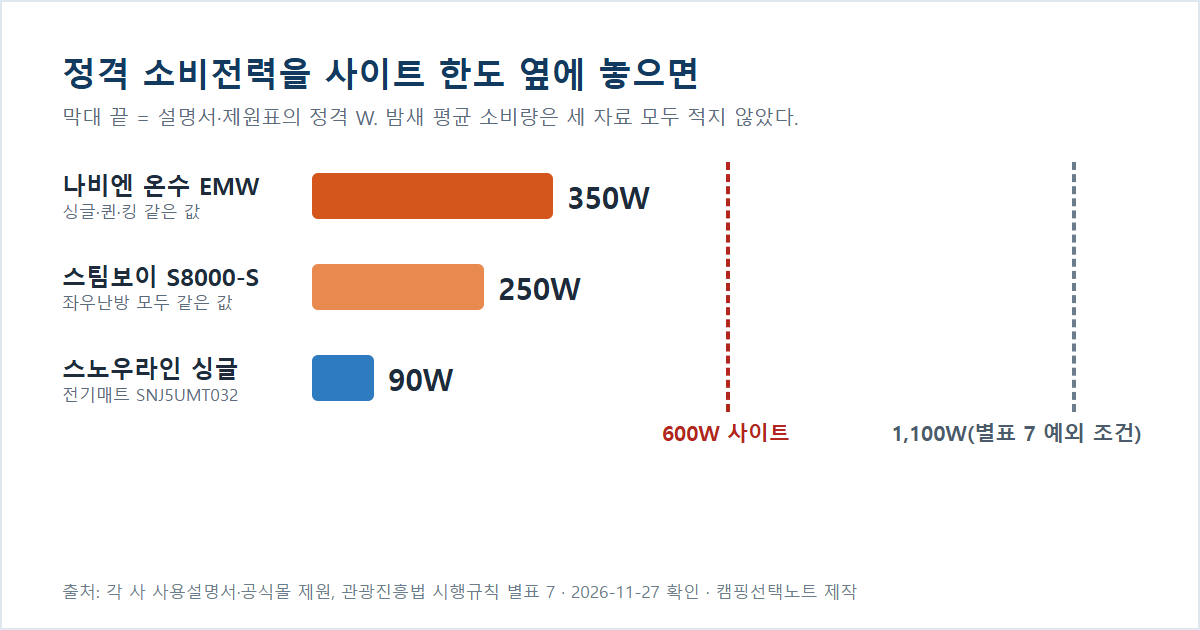 정격 소비전력을 사이트 한도 옆에 놓으면
막대 끝 = 설명서·제원표의 정격 W. 밤새 평균 소비량은 세 자료 모두 적지 않았다.
나비엔 온수 EMW
싱글·퀸·킹 같은 값
350W
스팀보이 S8000-S
좌우난방 모두 같은 값
250W
스노우라인 싱글
전기매트 SNJ5UMT032
90W
600W 사이트
1,100W(별표 7 예외 조건)
출처: 각 사 사용설명서·공식몰 제원, 관광진흥법 시행규칙 별표 7 · 2026-11-27 확인 · 캠핑선택노트 제작